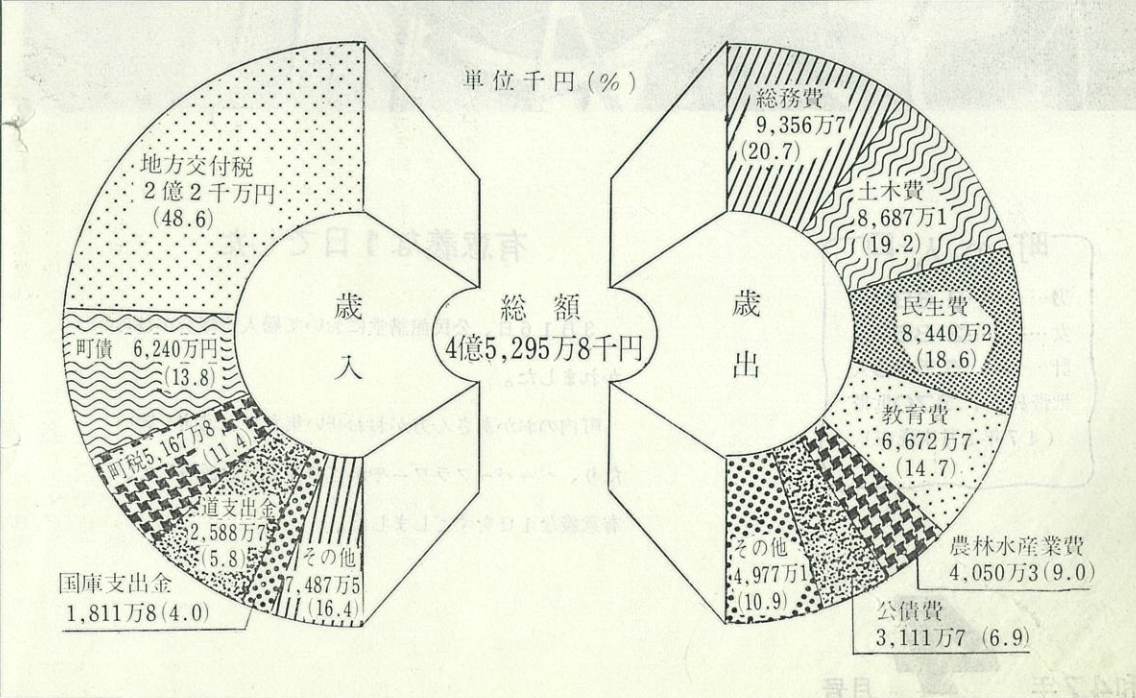 単位千円(%)
地方交付税
2億2千万円
(48.6)
町債 6,240万円
(13.8)
町税5,167万8
(11.4)
道支出金
2,588万7
(5.8)
国庫支出金
1,811万8(4.0)
その他
7,487万5
(16.4)
歳入
総額
4億5,295万8千円
歳出
総務費
9,356万7
(20.7)
土木費
8,687万1
(19.2)
民生費
8,440万2
(18.6)
教育費
6,672万7
(14.7)
農林水産業費
4,050万3(9.0)
公債費
3,111万7(6.9)
その他
4,977万1
(10.9)